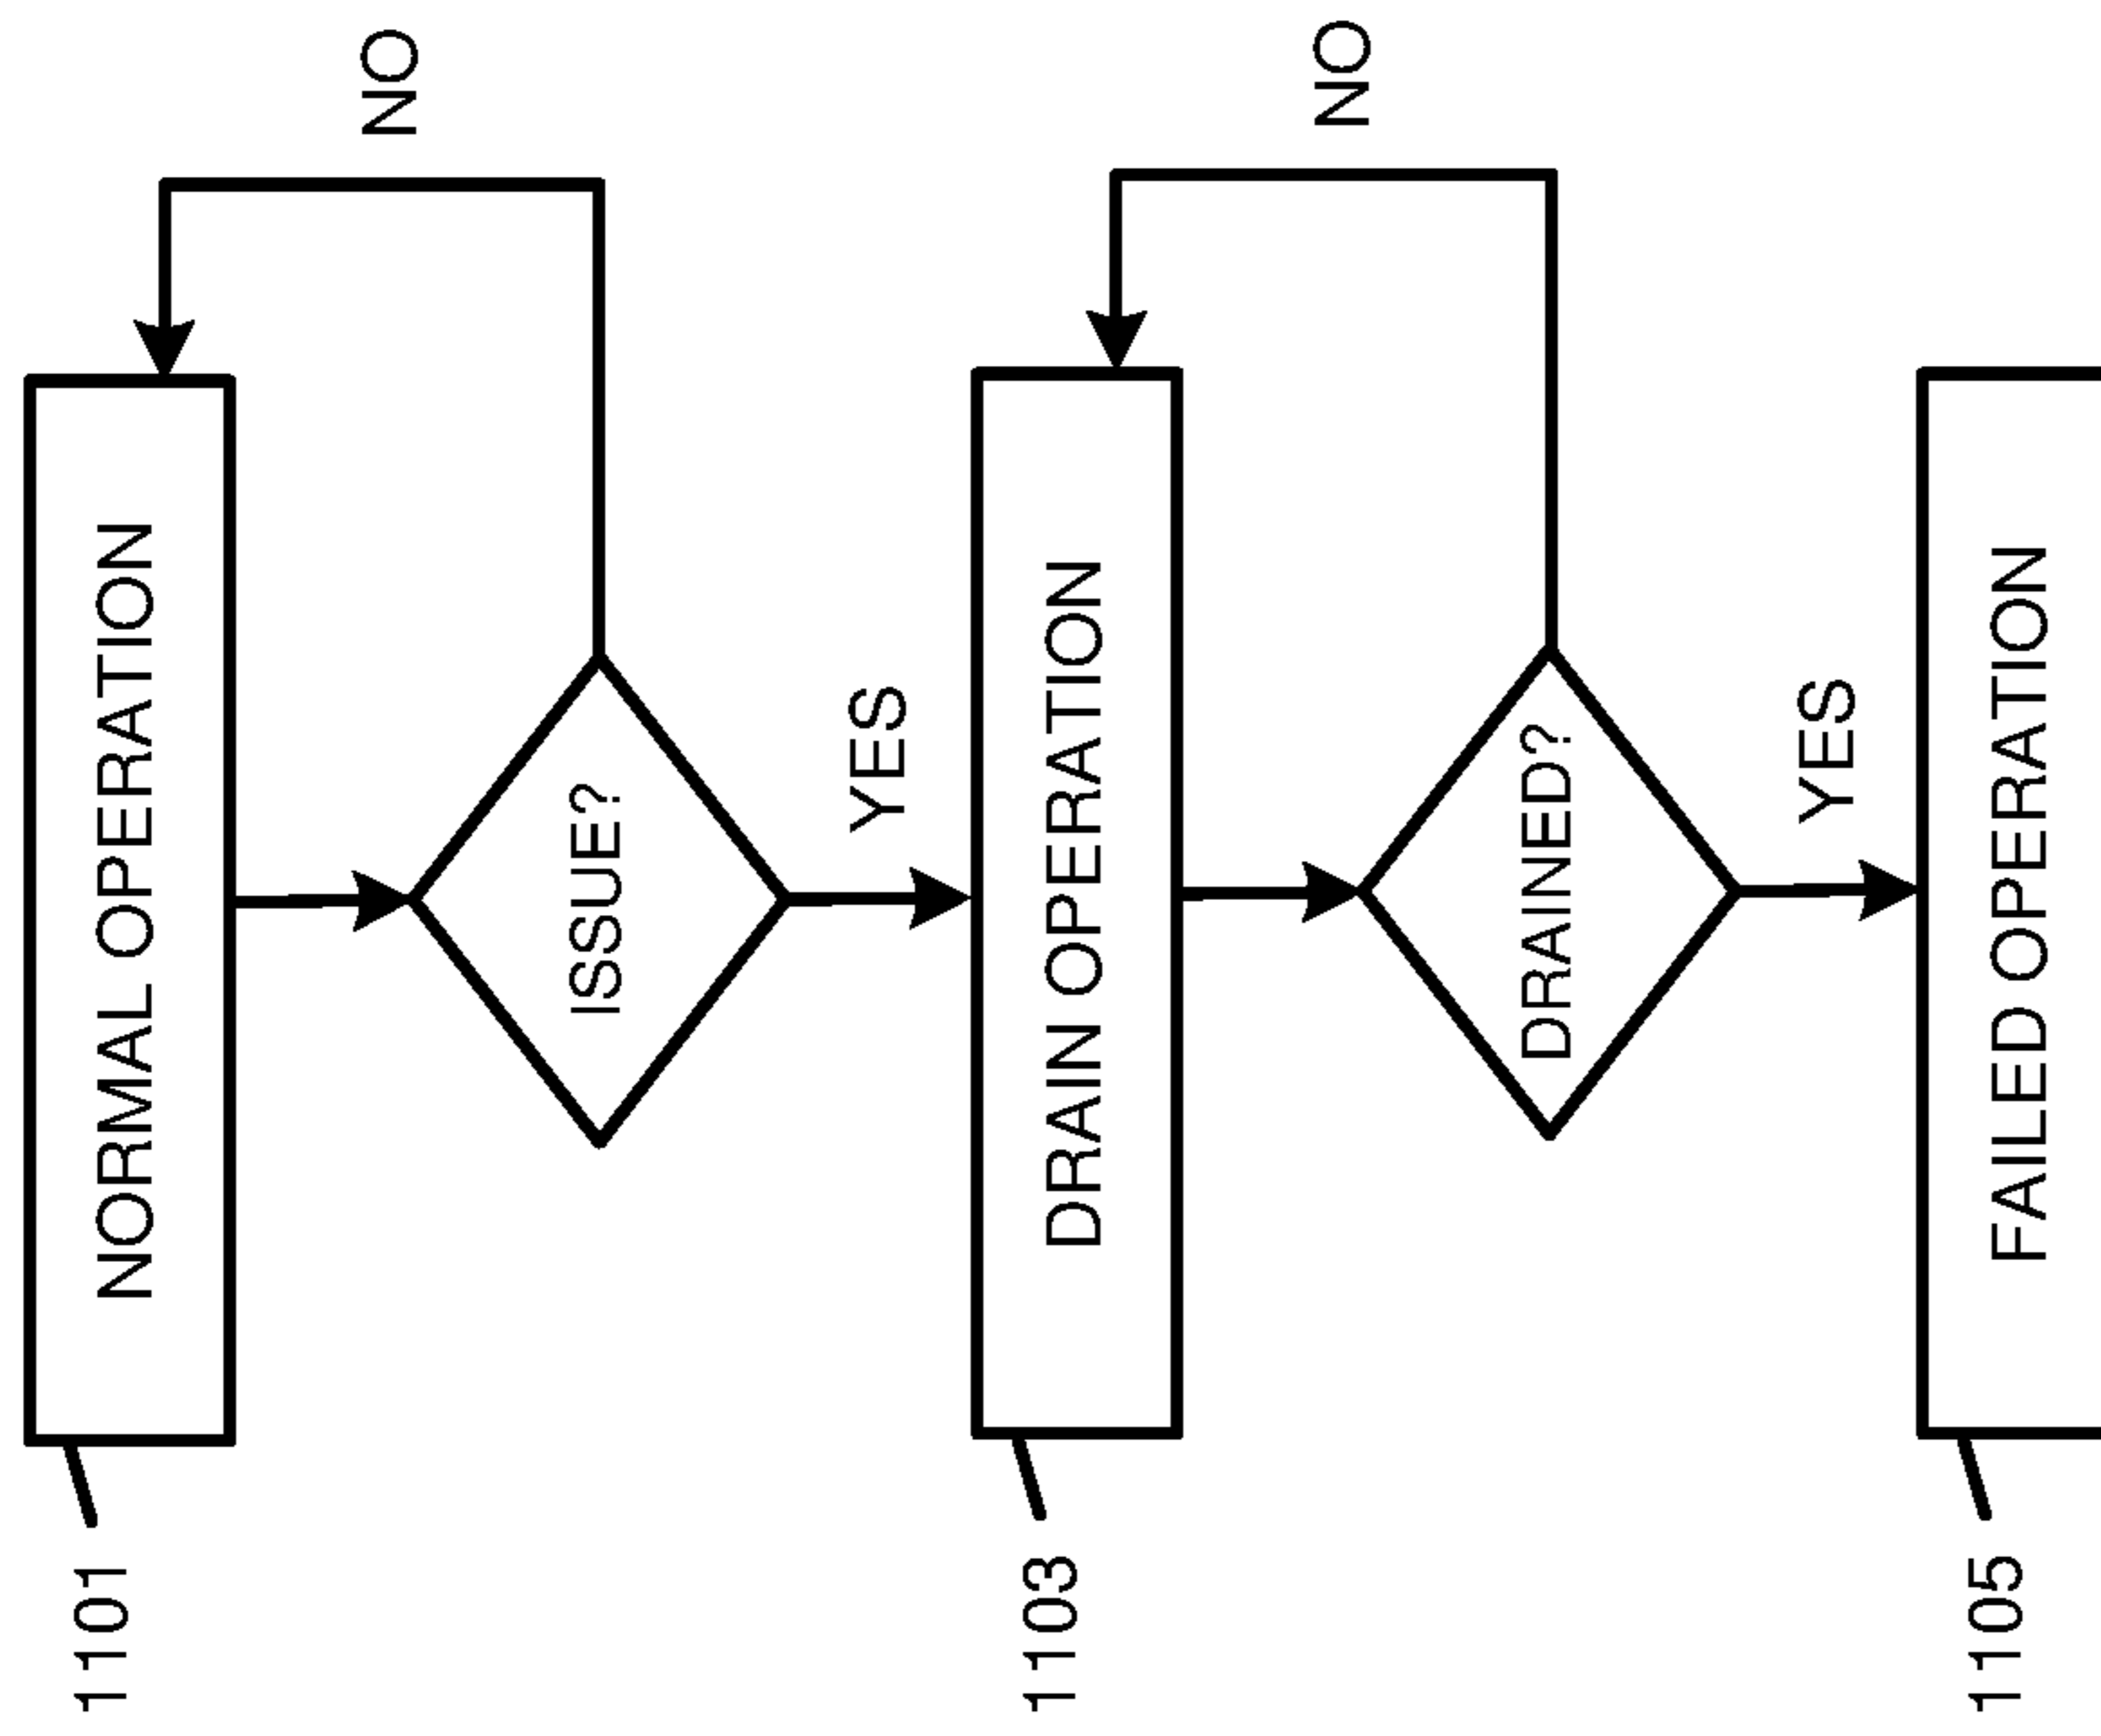 1101
NORMAL OPERATION
NO
ISSUE?
YES
1103
DRAIN OPERATION
NO
DRAINED?
YES
1105
FAILED OPERATION